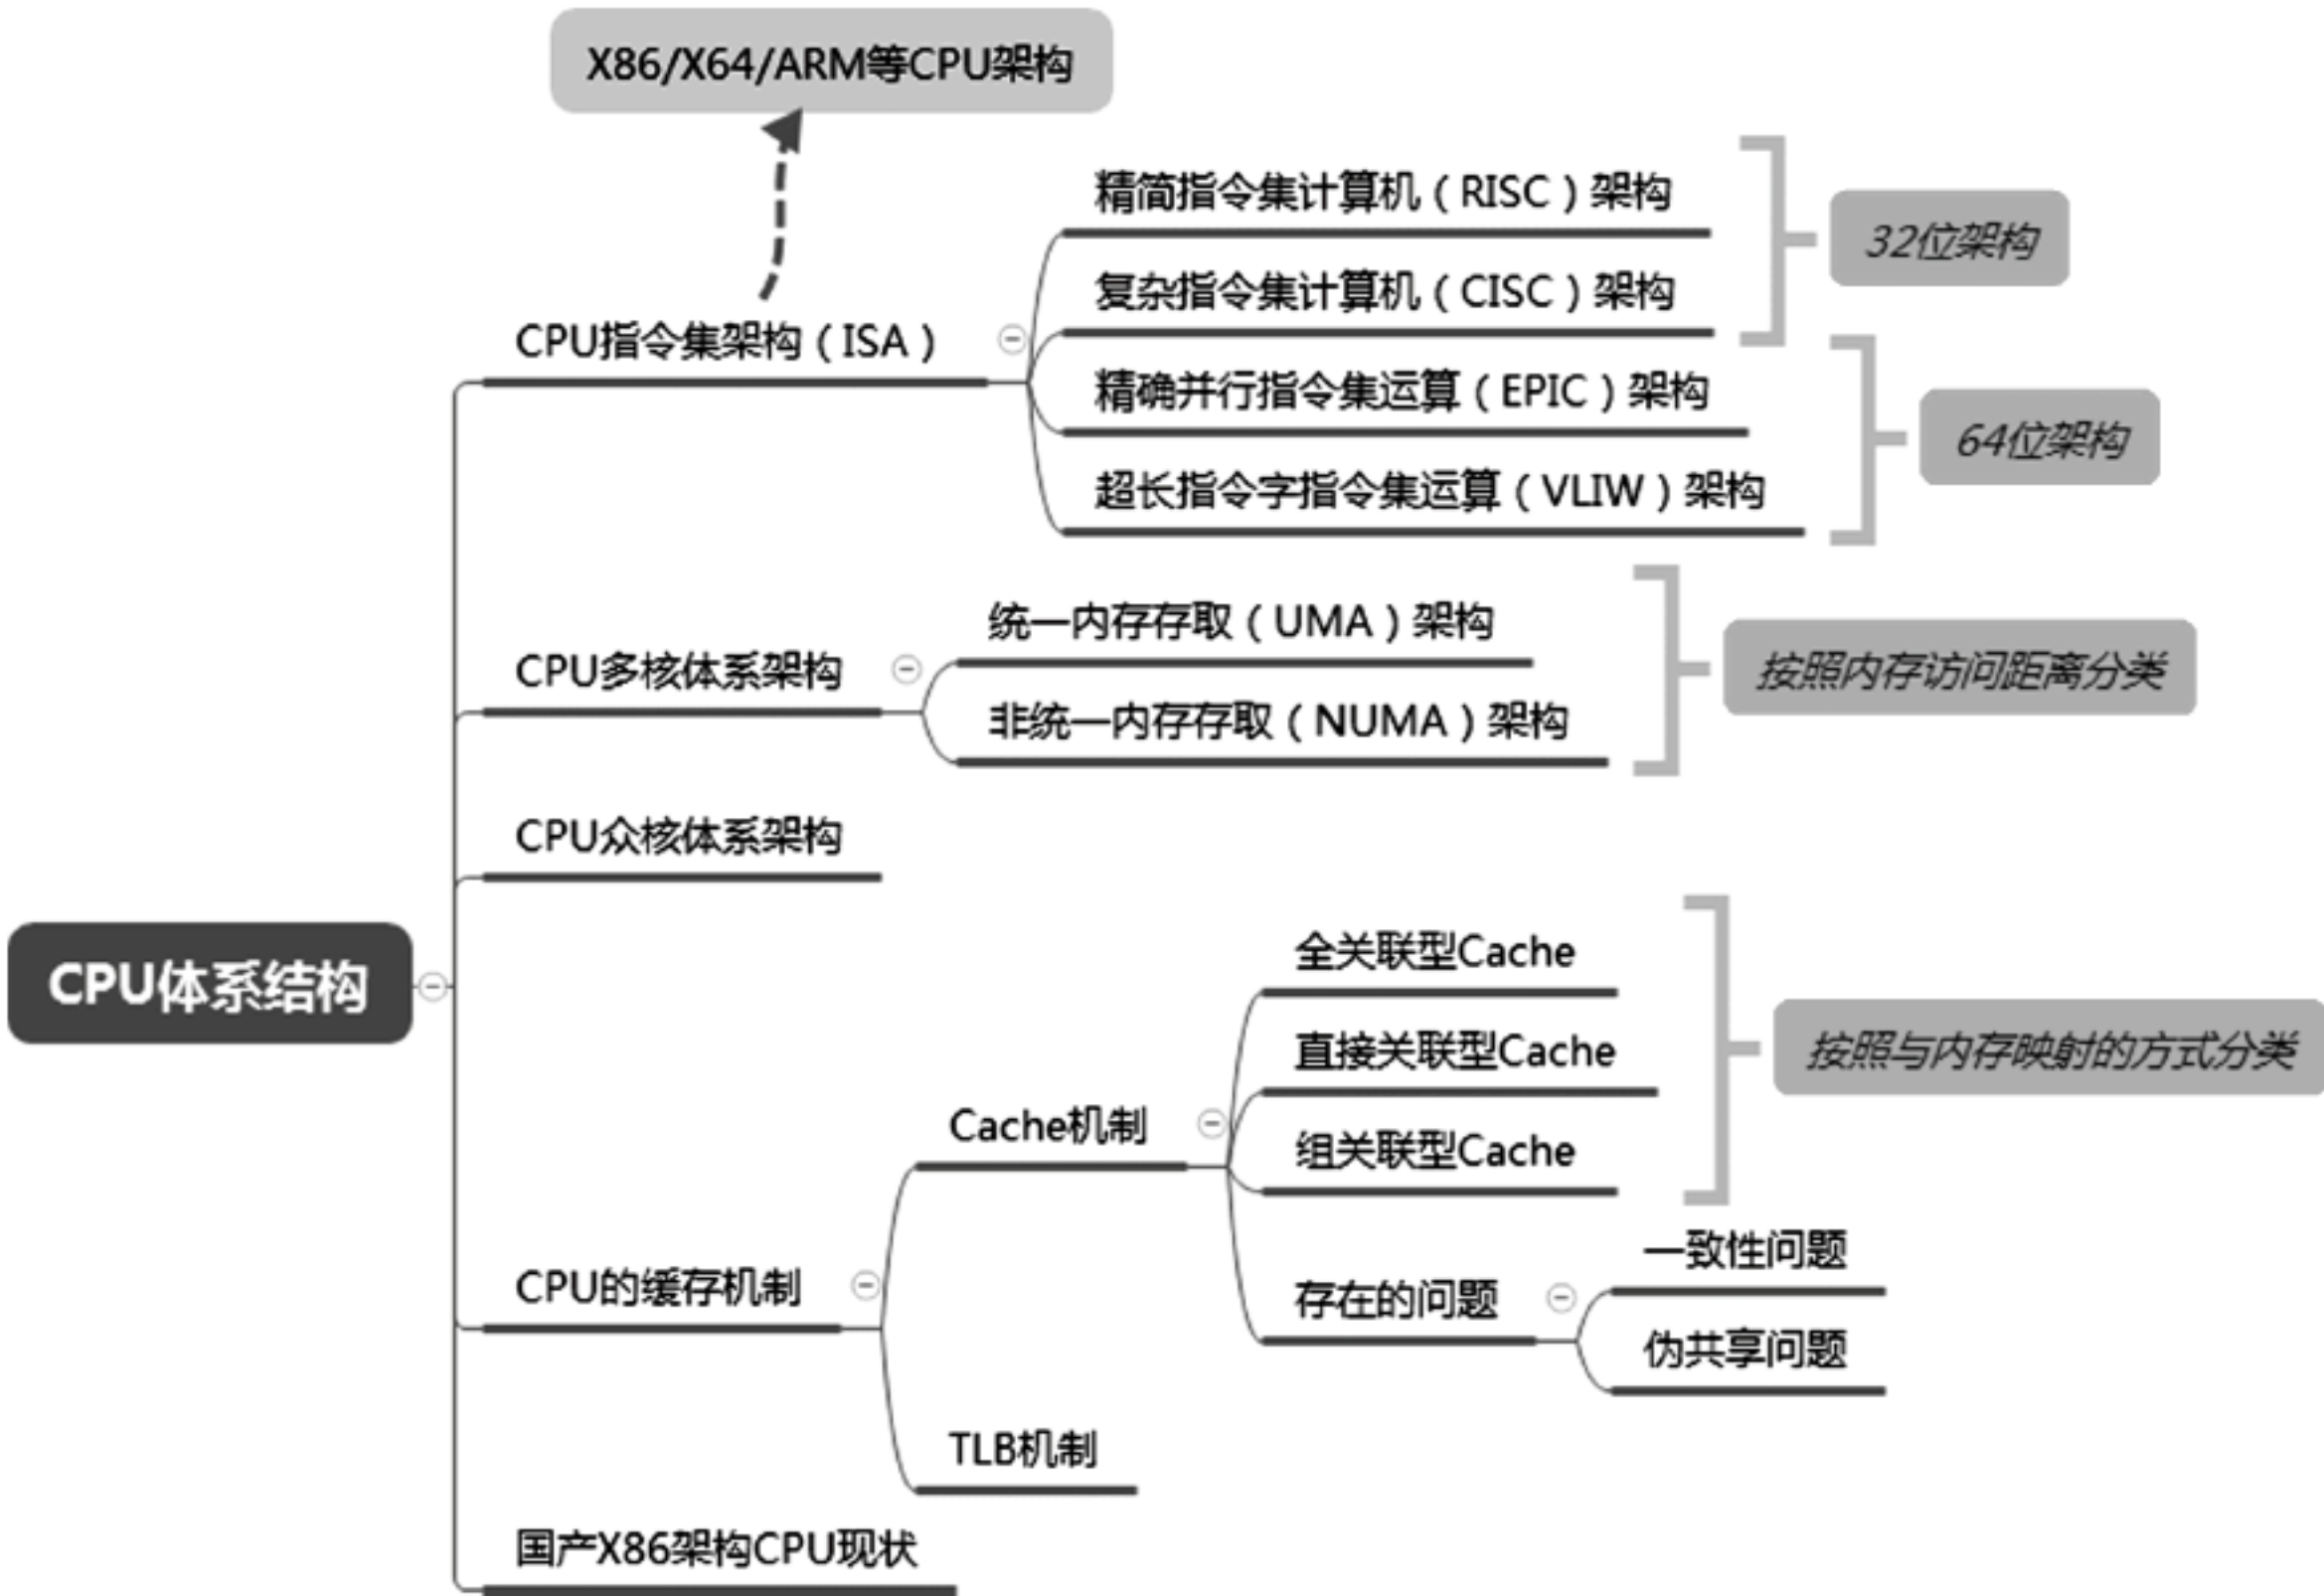 X86/X64/ARM等CPU架构
精简指令集计算机（RISC）架构
32位架构
复杂指令集计算机（CISC）架构
CPU指令集架构（ISA）
精确并行指令集运算（EPIC）架构
64位架构
超长指令字指令集运算（VLIW）架构
统一内存存取（UMA）架构
CPU多核体系架构
按照内存访问距离分类
非统一内存存取（NUMA）架构
CPU众核体系架构
CPU体系结构
全关联型Cache
直接关联型Cache
按照与内存映射的方式分类
Cache机制
组关联型Cache
CPU的缓存机制
一致性问题
存在的问题
伪共享问题
TLB机制
国产X86架构CPU现状